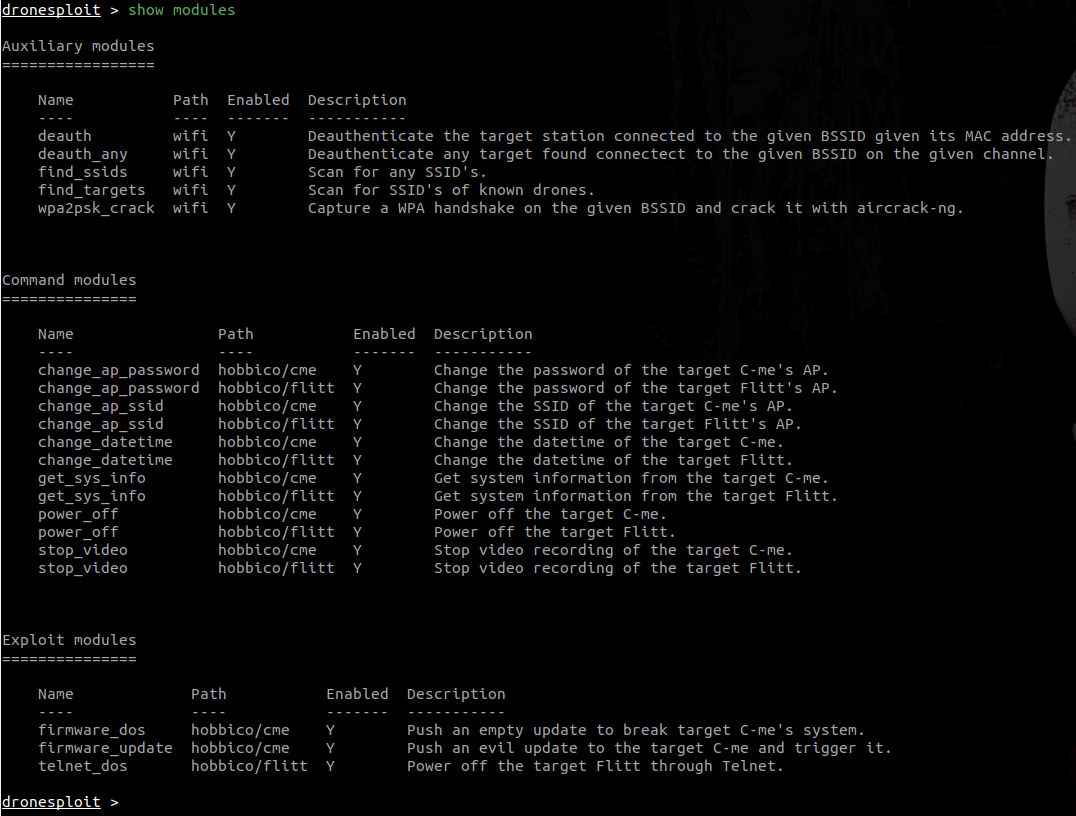 dronesploit > show modules
Auxiliary modules
=================
Name Path Enabled Description
---- ---- ------- -----------
deauth wifi Y Deauthenticate the target station connected to the given BSSID given its MAC address.
deauth_any wifi Y Deauthenticate any target found connectect to the given BSSID on the given channel.
find_ssids wifi Y Scan for any SSID's.
find_targets wifi Y Scan for SSID's of known drones.
wpa2psk_crack wifi Y Capture a WPA handshake on the given BSSID and crack it with aircrack-ng.
Command modules
===============
Name Path Enabled Description
---- ---- ------- -----------
change_ap_password hobbico/cme Y Change the password of the target C-me's AP.
change_ap_password hobbico/flitt Y Change the password of the target Flitt's AP.
change_ap_ssid hobbico/cme Y Change the SSID of the target C-me's AP.
change_ap_ssid hobbico/flitt Y Change the SSID of the target Flitt's AP.
change_datetime hobbico/cme Y Change the datetime of the target C-me.
change_datetime hobbico/flitt Y Change the datetime of the target Flitt.
get_sys_info hobbico/cme Y Get system information from the target C-me.
get_sys_info hobbico/flitt Y Get system information from the target Flitt.
power_off hobbico/cme Y Power off the target C-me.
power_off hobbico/flitt Y Power off the target Flitt.
stop_video hobbico/cme Y Stop video recording of the target C-me.
stop_video hobbico/flitt Y Stop video recording of the target Flitt.
Exploit modules
===============
Name Path Enabled Description
---- ---- ------- -----------
firmware_dos hobbico/cme Y Push an empty update to break target C-me's system.
firmware_update hobbico/cme Y Push an evil update to the target C-me and trigger it.
telnet_dos hobbico/flitt Y Power off the target Flitt through Telnet.
dronesploit >